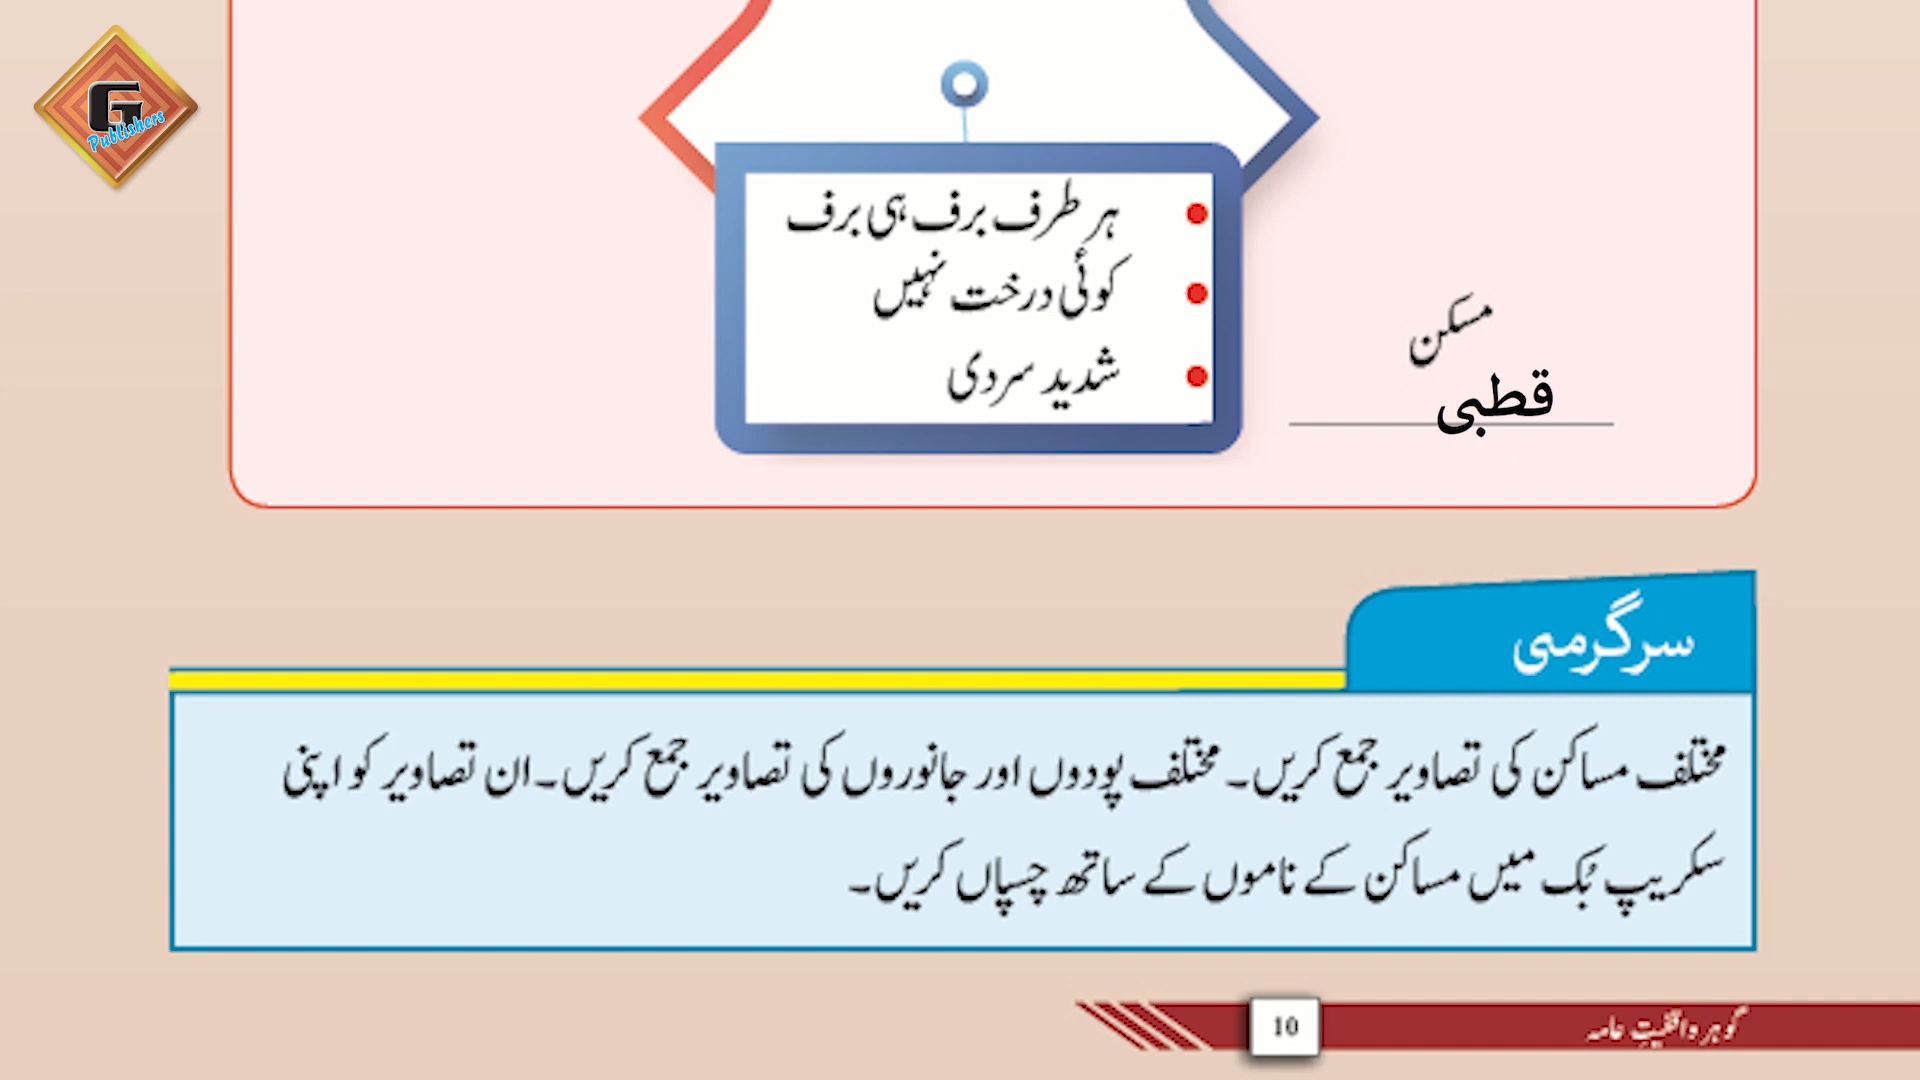 G
Publishers
ہر طرف برف ہی برف
کوئی درخت نہیں
شدید سردی
مسکن
قطبی
سرگرمی
مختلف مساکن کی تصاویر جمع کریں۔ مختلف پودوں اور جانوروں کی تصاویر جمع کریں۔ ان تصاویر کو اپنی
سکریپ بُک میں مساکن کے ناموں کے ساتھ چسپاں کریں۔
10
گوہر واقفیتِ عامہ